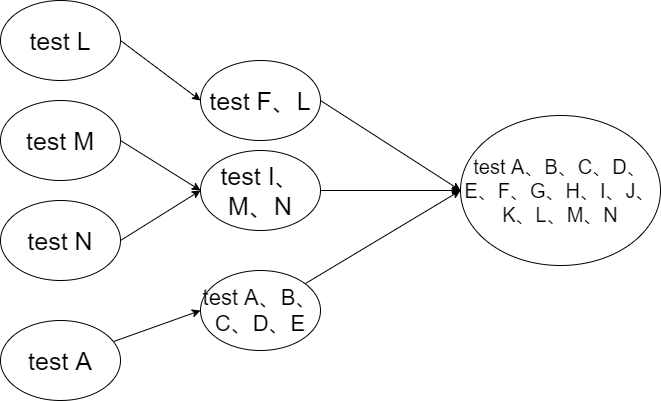 test L
test M
test N
test A
test F、L
test I、
M、N
test A、B、
C、D、E
test A、B、C、D、
E、F、G、H、I、J、
K、L、M、N